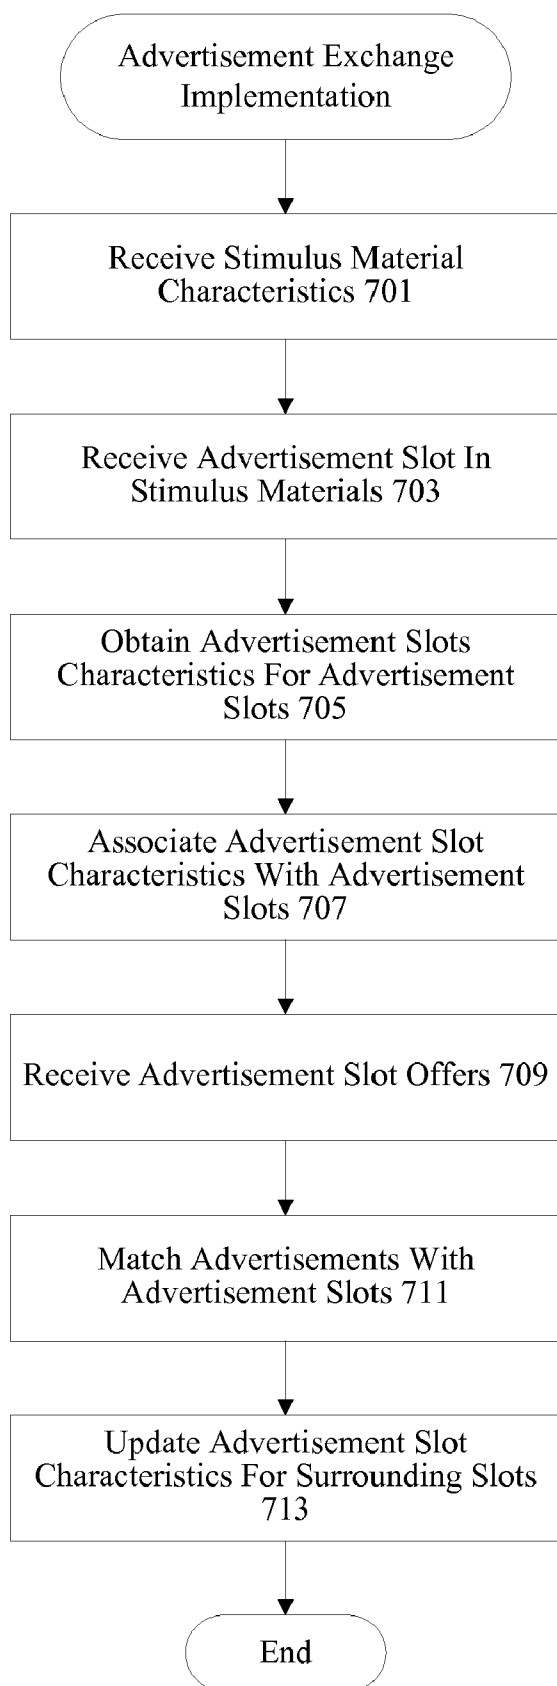 Advertisement Exchange
Implementation
Receive Stimulus Material
Characteristics 701
Receive Advertisement Slot In
Stimulus Materials 703
Obtain Advertisement Slots
Characteristics For Advertisement
Slots 705
Associate Advertisement Slot
Characteristics With Advertisement
Slots 707
Receive Advertisement Slot Offers 709
Match Advertisements With
Advertisement Slots 711
Update Advertisement Slot
Characteristics For Surrounding Slots
713
End